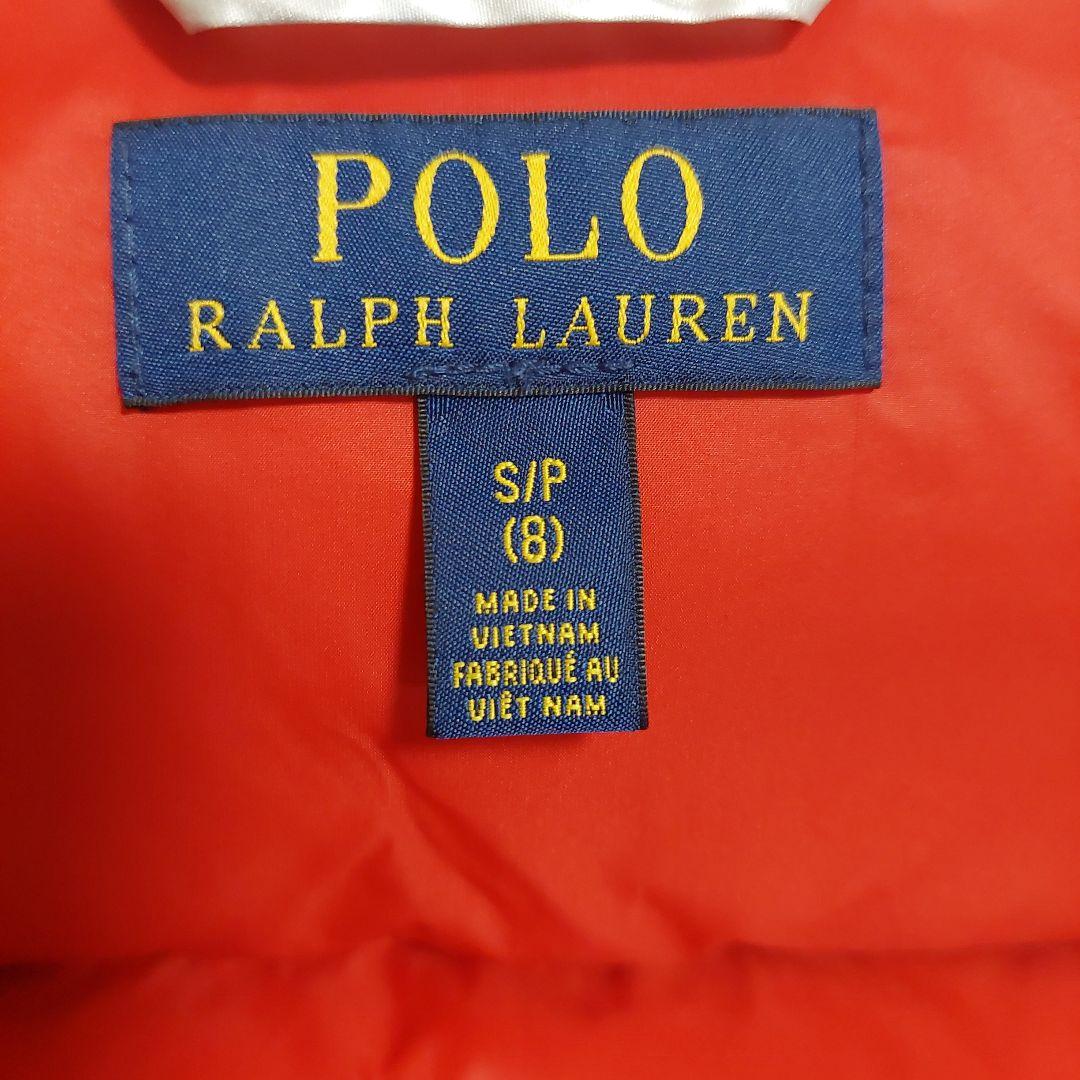 POLO
RALPH LAUREN
S/P
(8)
MADE IN
VIETNAM
FABRIQUÉ AU
VIÊT NAM